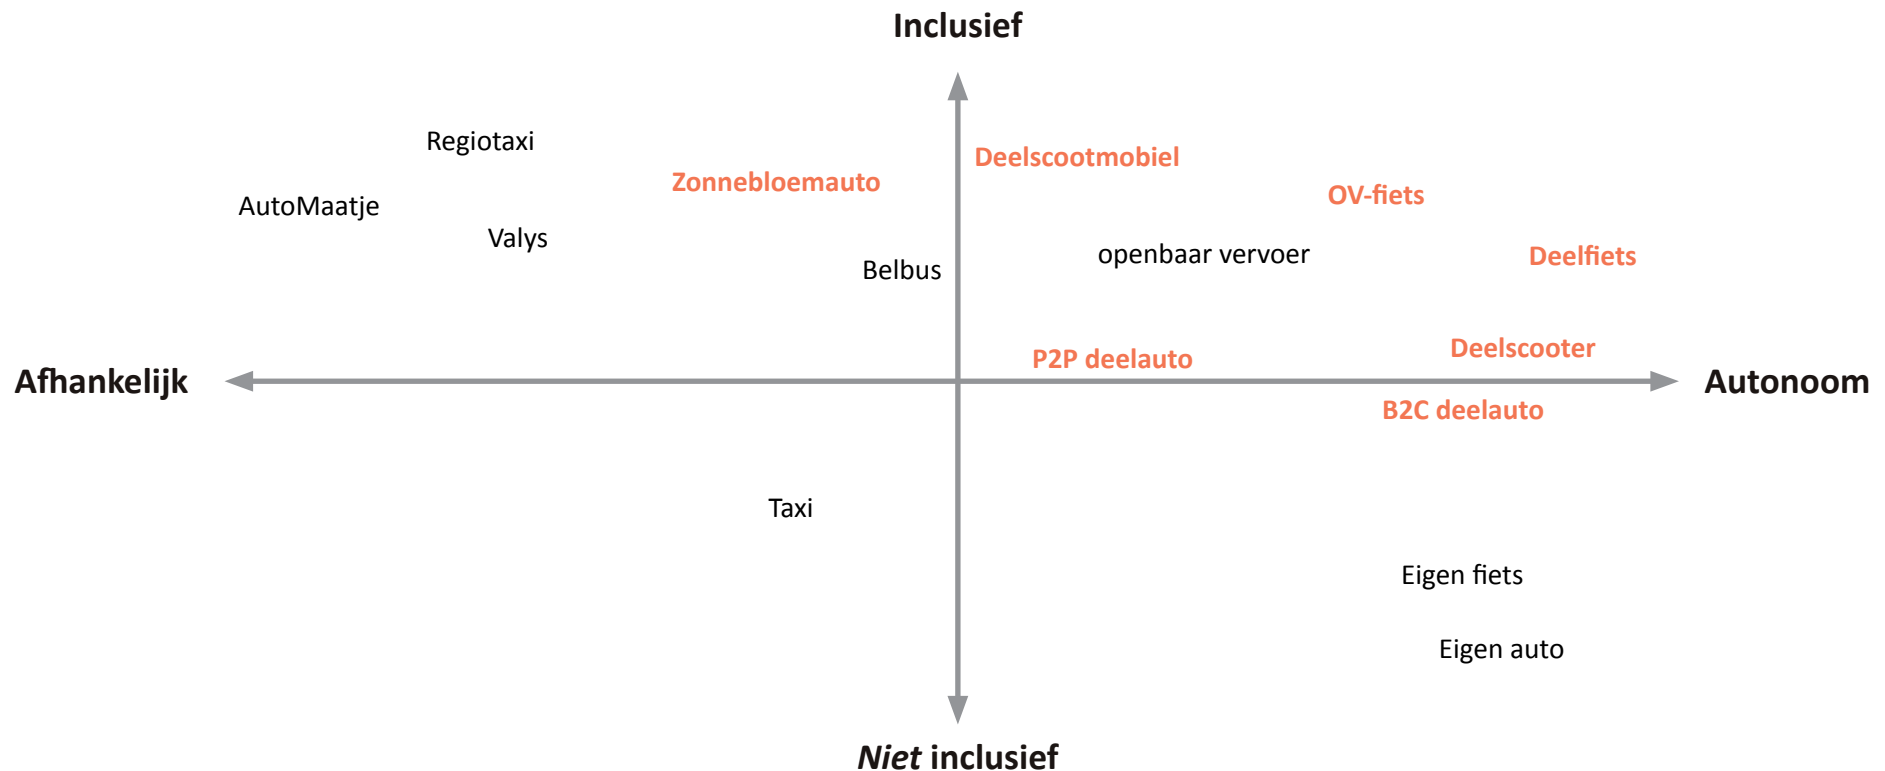 Inclusief
Regiotaxi
Deelscootmobiel
Zonnebloemauto
OV-fiets
AutoMaatje
Valys
openbaar vervoer
Deelfiets
Belbus
Deelscooter
P2P deelauto
Afhankelijk
Autonoom
B2C deelauto
Taxi
Eigen fiets
Eigen auto
Niet inclusief